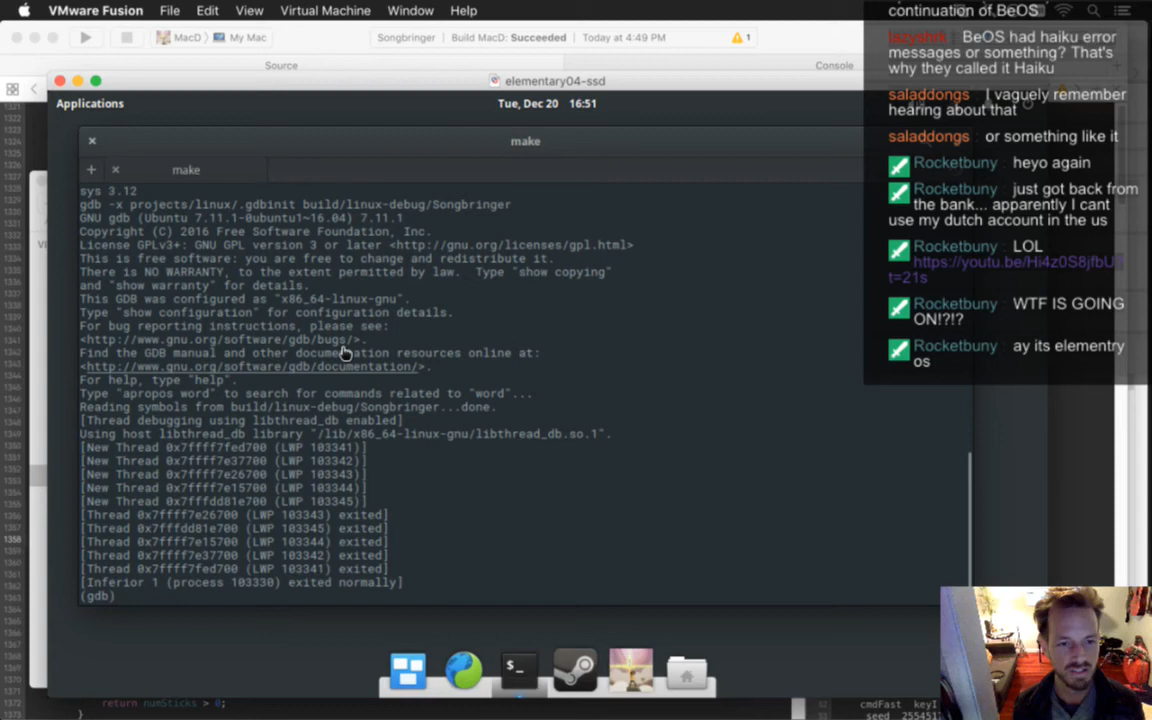 VMware Fusion File Edit View Virtual Machine Window Help
MacD My Mac
Songbringer | Build MacD: Succeeded | Today at 4:49 PM
1
Source
Console
elementary04-ssd
Applications
Tue, Dec 20 16:51
make
make
sys 3.12
gdb -x projects/linux/.gdbinit build/linux-debug/Songbringer
GNU gdb (Ubuntu 7.11.1-0ubuntu1~16.04) 7.11.1
Copyright (C) 2016 Free Software Foundation, Inc.
License GPLv3+: GNU GPL version 3 or later <http://gnu.org/licenses/gpl.html>
This is free software: you are free to change and redistribute it.
There is NO WARRANTY, to the extent permitted by law. Type "show copying"
and "show warranty" for details.
This GDB was configured as "x86_64-linux-gnu".
Type "show configuration" for configuration details.
For bug reporting instructions, please see:
<http://www.gnu.org/software/gdb/bugs/>.
Find the GDB manual and other documentation resources online at:
<http://www.gnu.org/software/gdb/documentation/>.
For help, type "help".
Type "apropos word" to search for commands related to "word"...
Reading symbols from build/linux-debug/Songbringer...done.
[Thread debugging using libthread_db enabled]
Using host libthread_db library "/lib/x86_64-linux-gnu/libthread_db.so.1".
[New Thread 0x7ffff7fed700 (LWP 103341)]
[New Thread 0x7ffff7e37700 (LWP 103342)]
[New Thread 0x7ffff7e26700 (LWP 103343)]
[New Thread 0x7ffff7e15700 (LWP 103344)]
[New Thread 0x7fffdd81e700 (LWP 103345)]
[Thread 0x7ffff7e26700 (LWP 103343) exited]
[Thread 0x7fffdd81e700 (LWP 103345) exited]
[Thread 0x7ffff7e15700 (LWP 103344) exited]
[Thread 0x7ffff7e37700 (LWP 103342) exited]
[Thread 0x7ffff7fed700 (LWP 103341) exited]
[Inferior 1 (process 103330) exited normally]
(gdb)
continuation of BeOS
lazyshrk BeOS had haiku error
messages or something? That's
why they called it Haiku
saladdongs I vaguely remember
hearing about that
saladdongs or something like it
Rocketbuny heyo again
Rocketbuny just got back from
the bank... apparently I cant
use my dutch account in the us
Rocketbuny LOL
t=21s
Rocketbuny WTF IS GOING
ON!?!?
Rocketbuny ay its elementry
os
return numSticks > 0;
}
cmdFast keyI
seed 255451